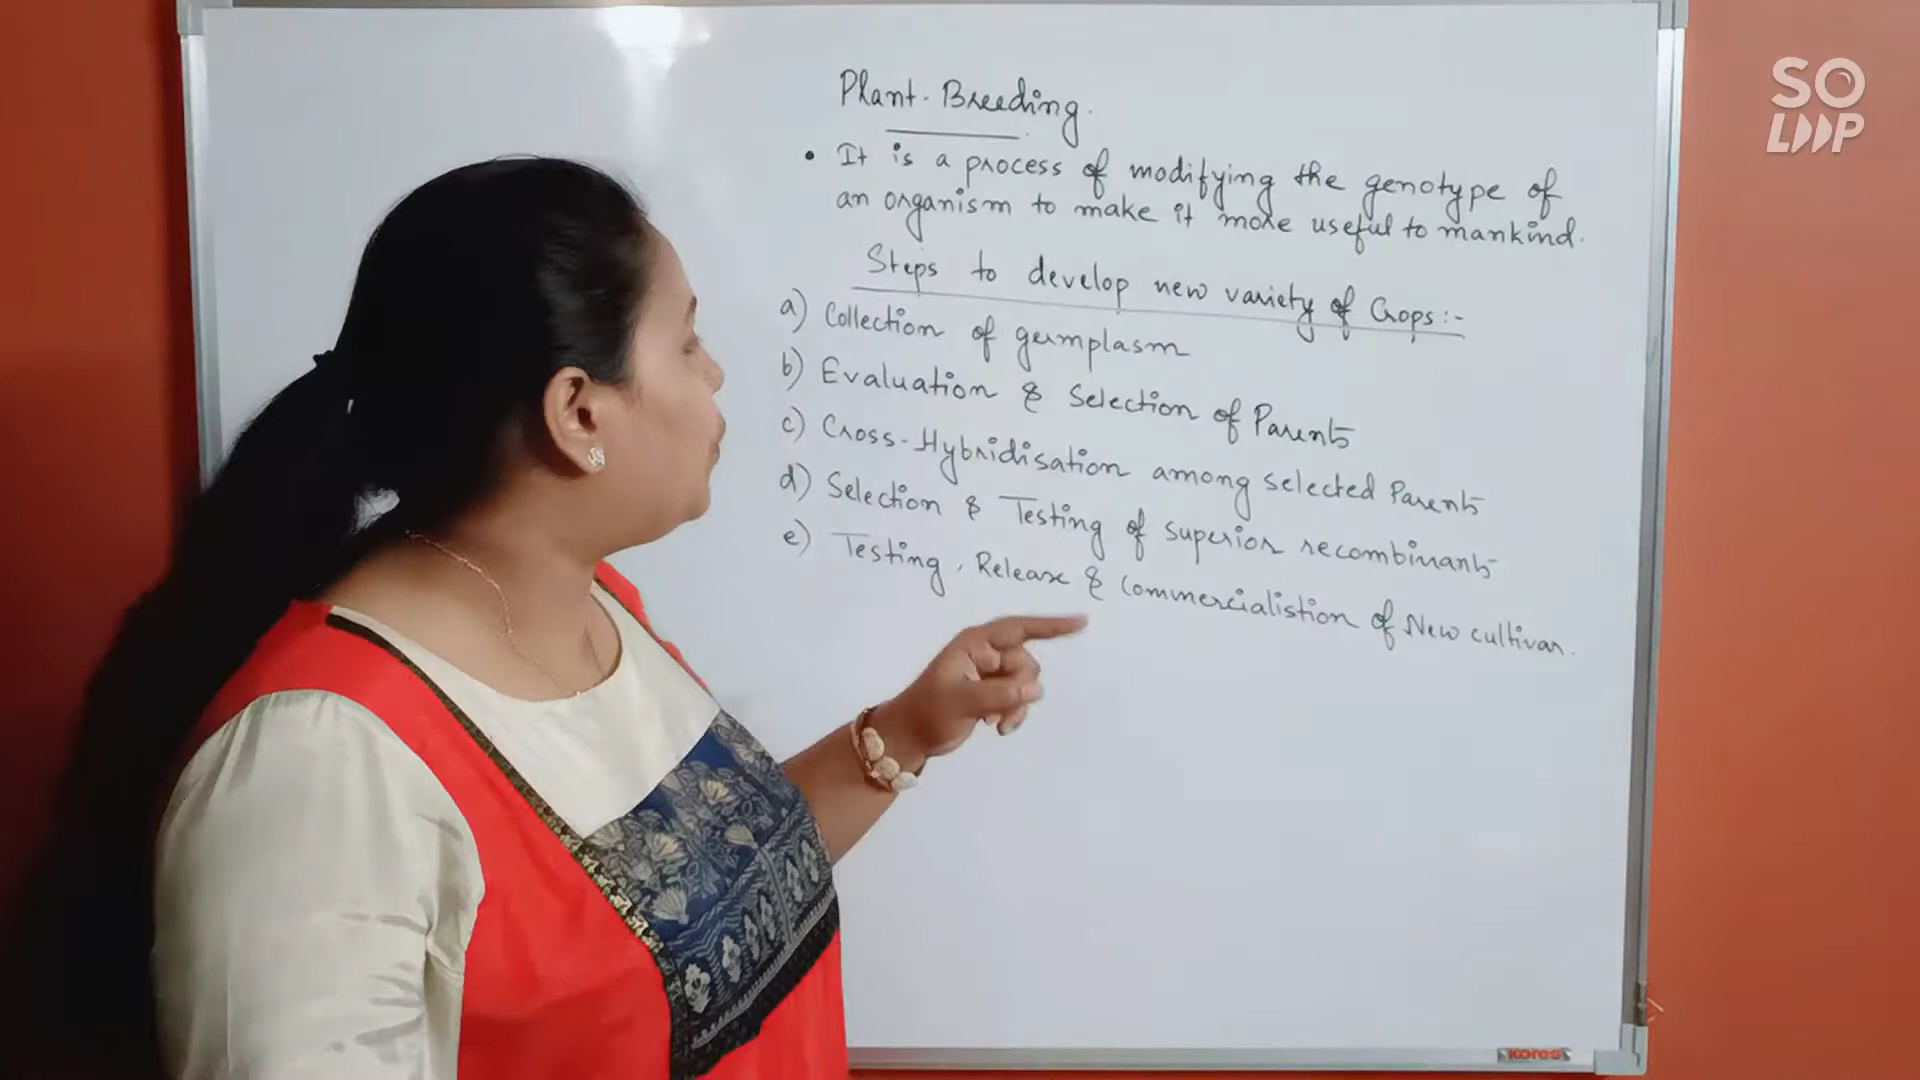 Plant-Breeding.
• It is a process of modifying the genotype of
an organism to make it more useful to mankind.
Steps to develop new variety of Crops:-
a) Collection of germplasm
b) Evaluation & Selection of Parents
c) Cross-Hybridisation among selected Parents
d) Selection & Testing of superior recombinants
e) Testing, Release & Commercialistion of New cultivar.
SO
LOOP
KORES